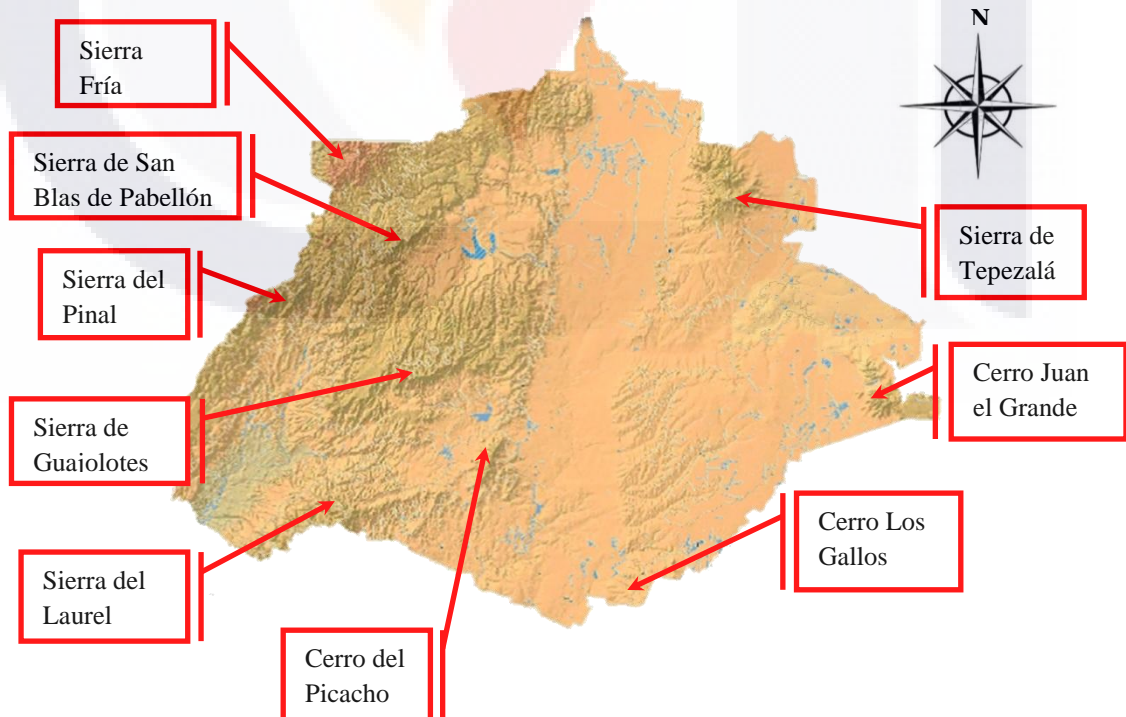 N
Sierra
Fría
Sierra de San
Blas de Pabellón
Sierra del
Pinal
Sierra de
Guajolotes
Sierra del
Laurel
Cerro del
Picacho
Sierra de
Tepezalá
Cerro Juan
el Grande
Cerro Los
Gallos